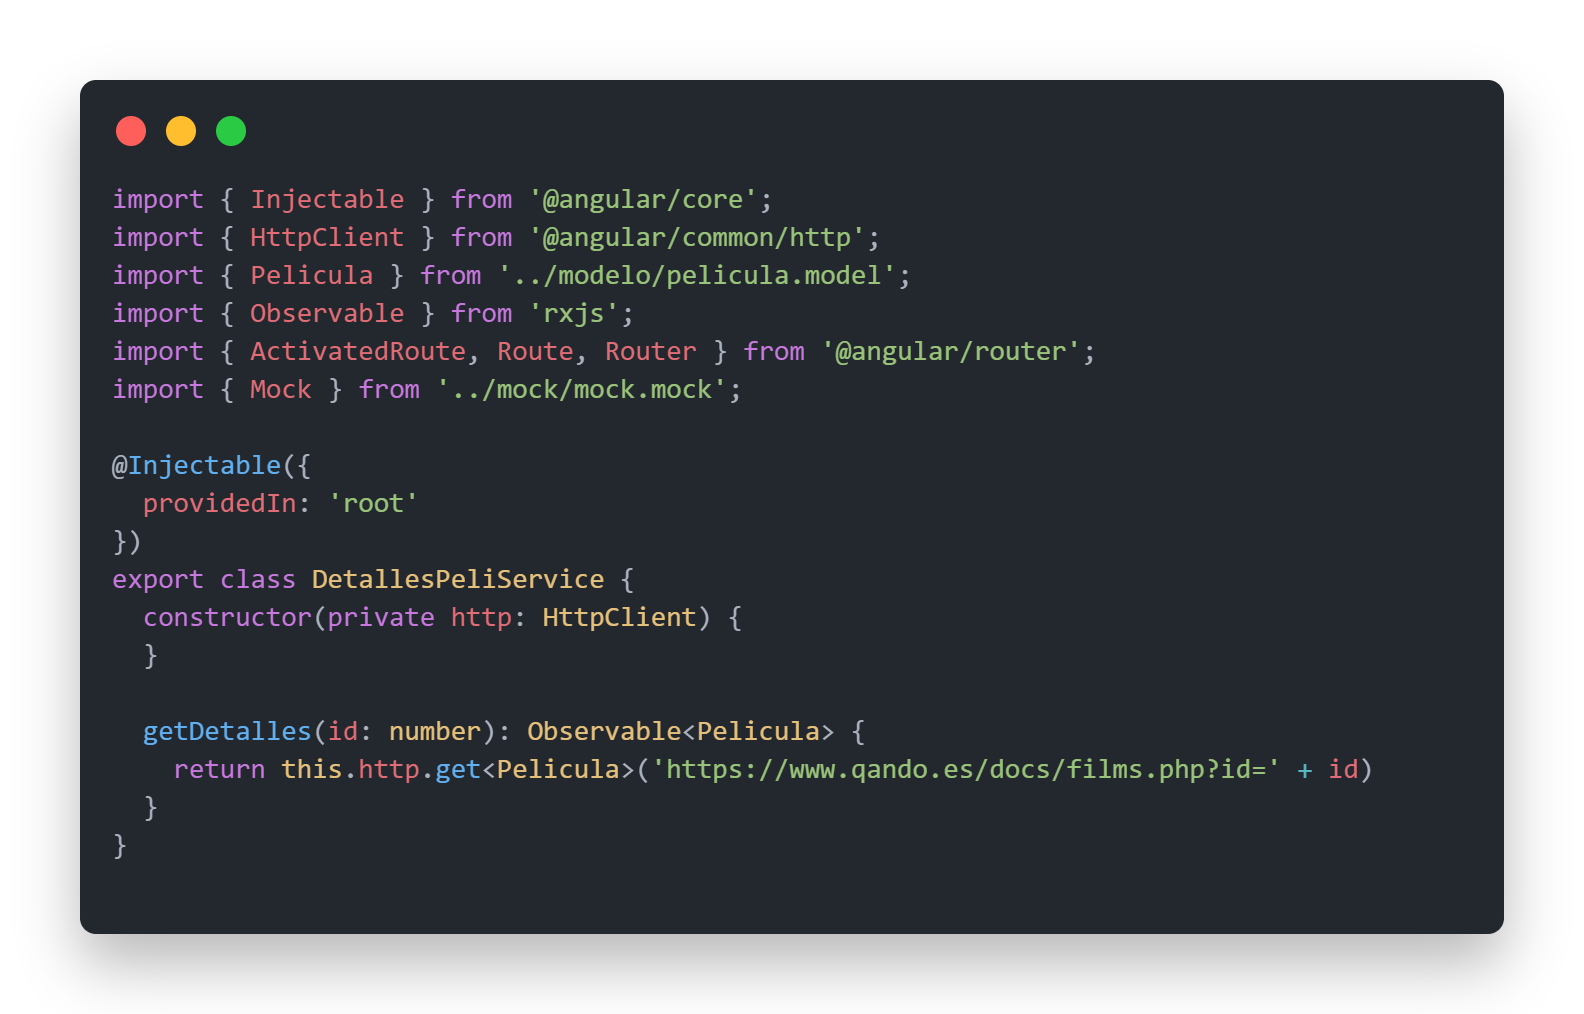 import { Injectable } from '@angular/core';
import { HttpClient } from '@angular/common/http';
import { Pelicula } from '../modelo/pelicula.model';
import { Observable } from 'rxjs';
import { ActivatedRoute, Route, Router } from '@angular/router';
import { Mock } from '../mock/mock.mock';

@Injectable({
  providedIn: 'root'
})
export class DetallesPeliService {
  constructor(private http: HttpClient) {
  }

  getDetalles(id: number): Observable<Pelicula> {
    return this.http.get<Pelicula>('https://www.qando.es/docs/films.php?id=' + id)
  }
}